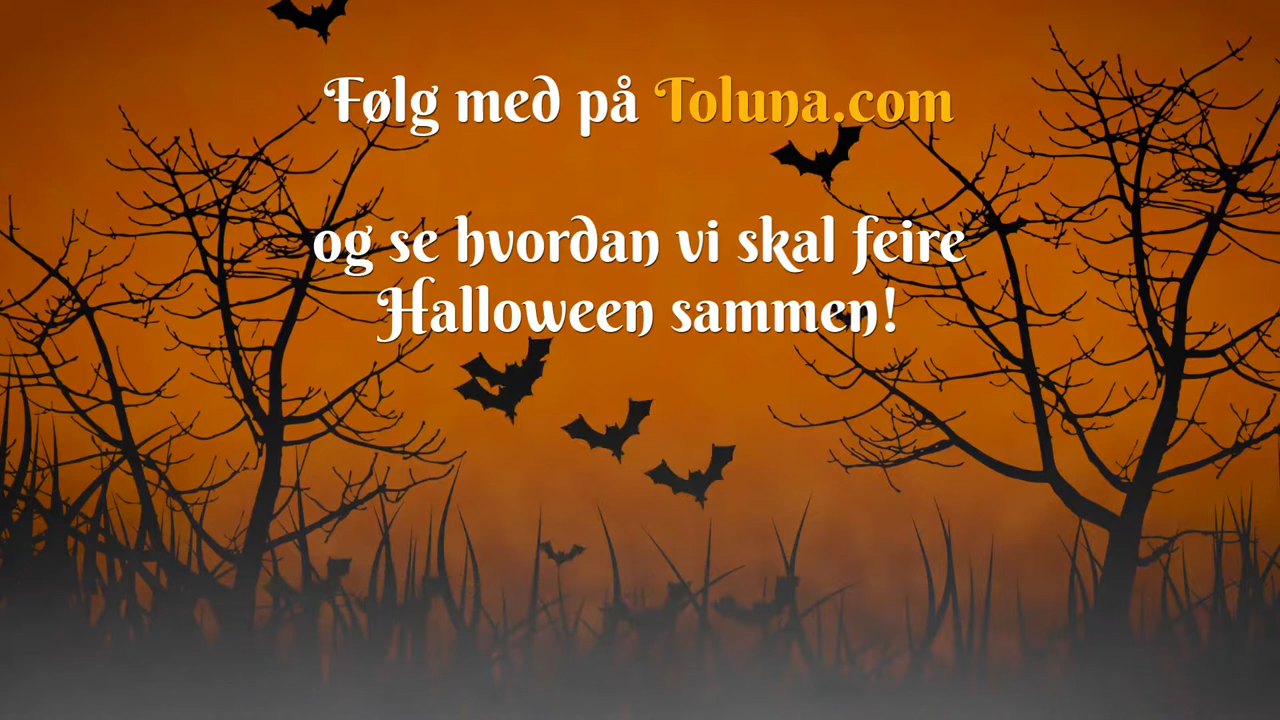 Følg med på Toluna.com
og se hvordan vi skal feire
Halloween sammen!